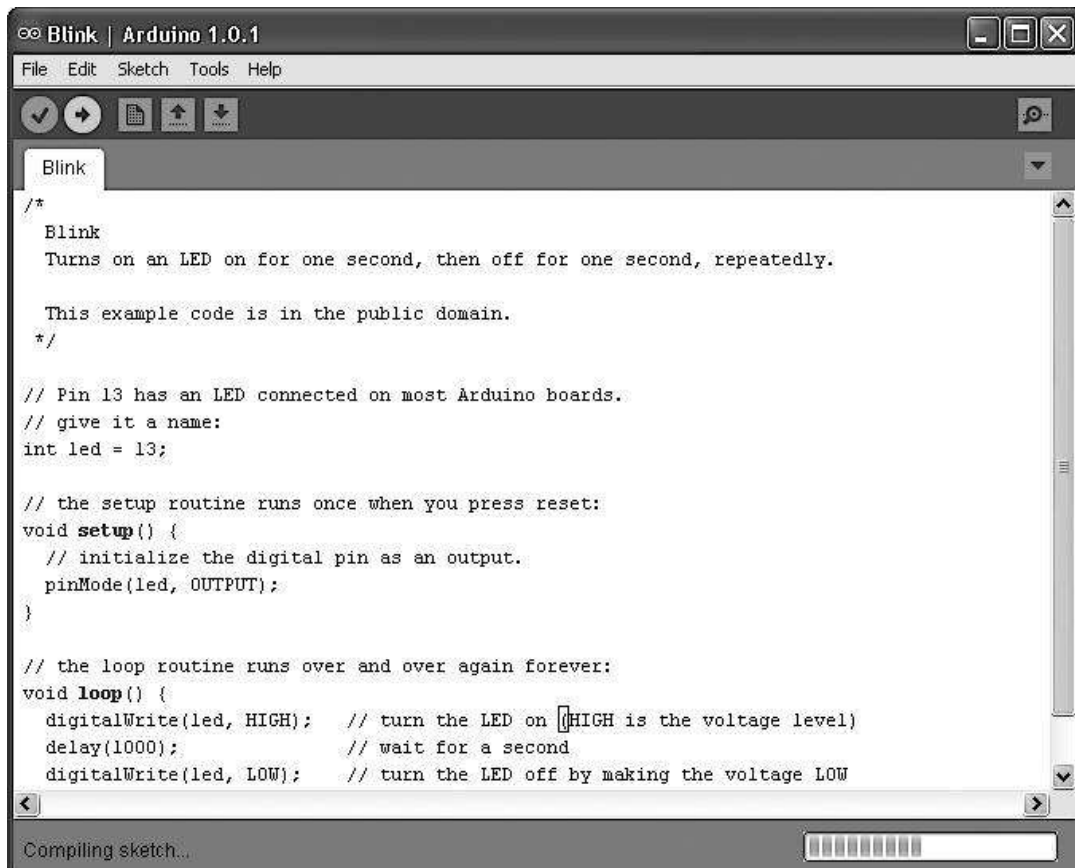 Blink | Arduino 1.0.1
File Edit Sketch Tools Help
Blink
/*
  Blink
  Turns on an LED on for one second, then off for one second, repeatedly.

  This example code is in the public domain.
 */

// Pin 13 has an LED connected on most Arduino boards.
// give it a name:
int led = 13;

// the setup routine runs once when you press reset:
void setup() {
  // initialize the digital pin as an output.
  pinMode(led, OUTPUT);
}

// the loop routine runs over and over again forever:
void loop() {
  digitalWrite(led, HIGH);   // turn the LED on (HIGH is the voltage level)
  delay(1000);               // wait for a second
  digitalWrite(led, LOW);    // turn the LED off by making the voltage LOW
Compiling sketch...